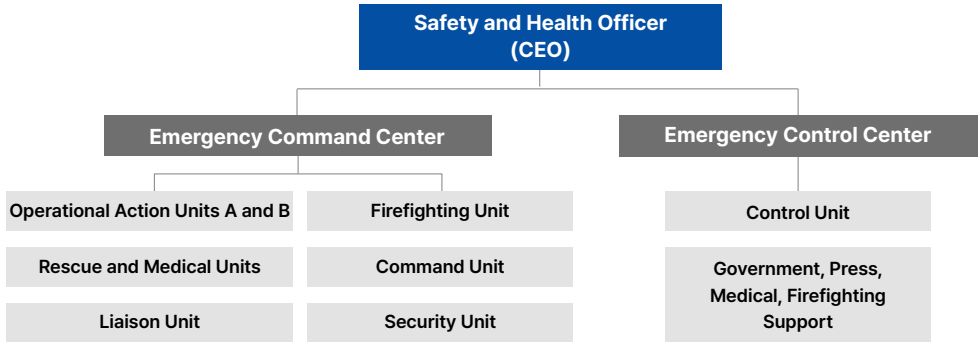 Safety and Health Officer
(CEO)
Emergency Command Center
Emergency Control Center
Operational Action Units A and B
Firefighting Unit
Control Unit
Rescue and Medical Units
Command Unit
Government, Press,
Medical, Firefighting
Support
Liaison Unit
Security Unit